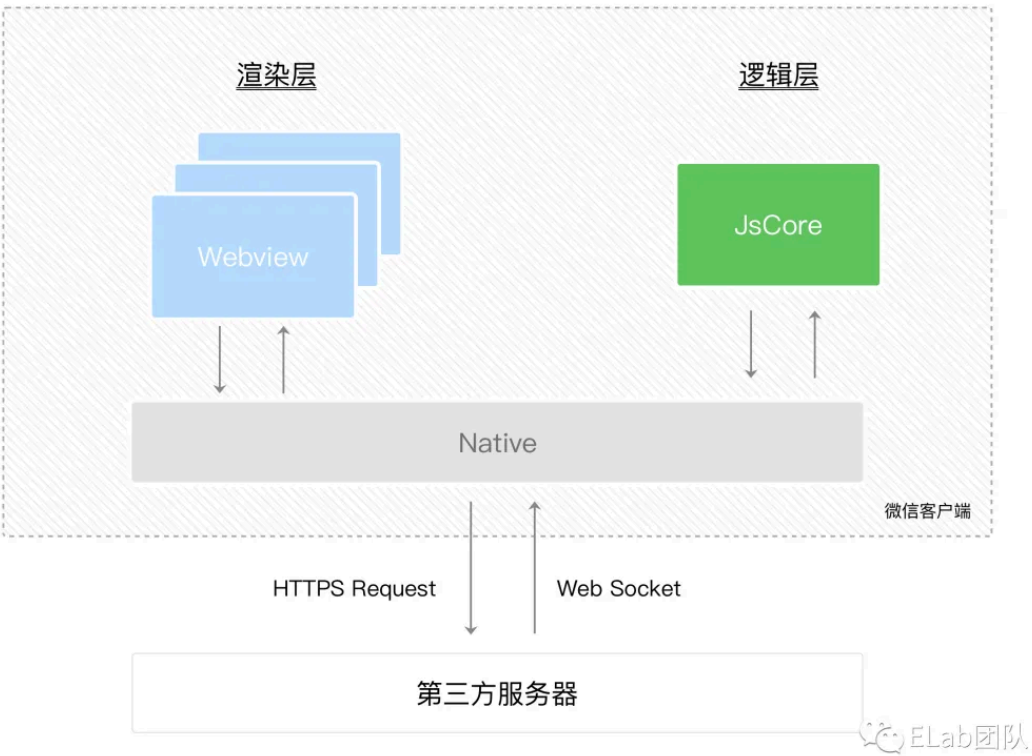 渲染层
逻辑层
Webview
JsCore
Native
微信客户端
HTTPS Request
Web Socket
第三方服务器
ELab团队